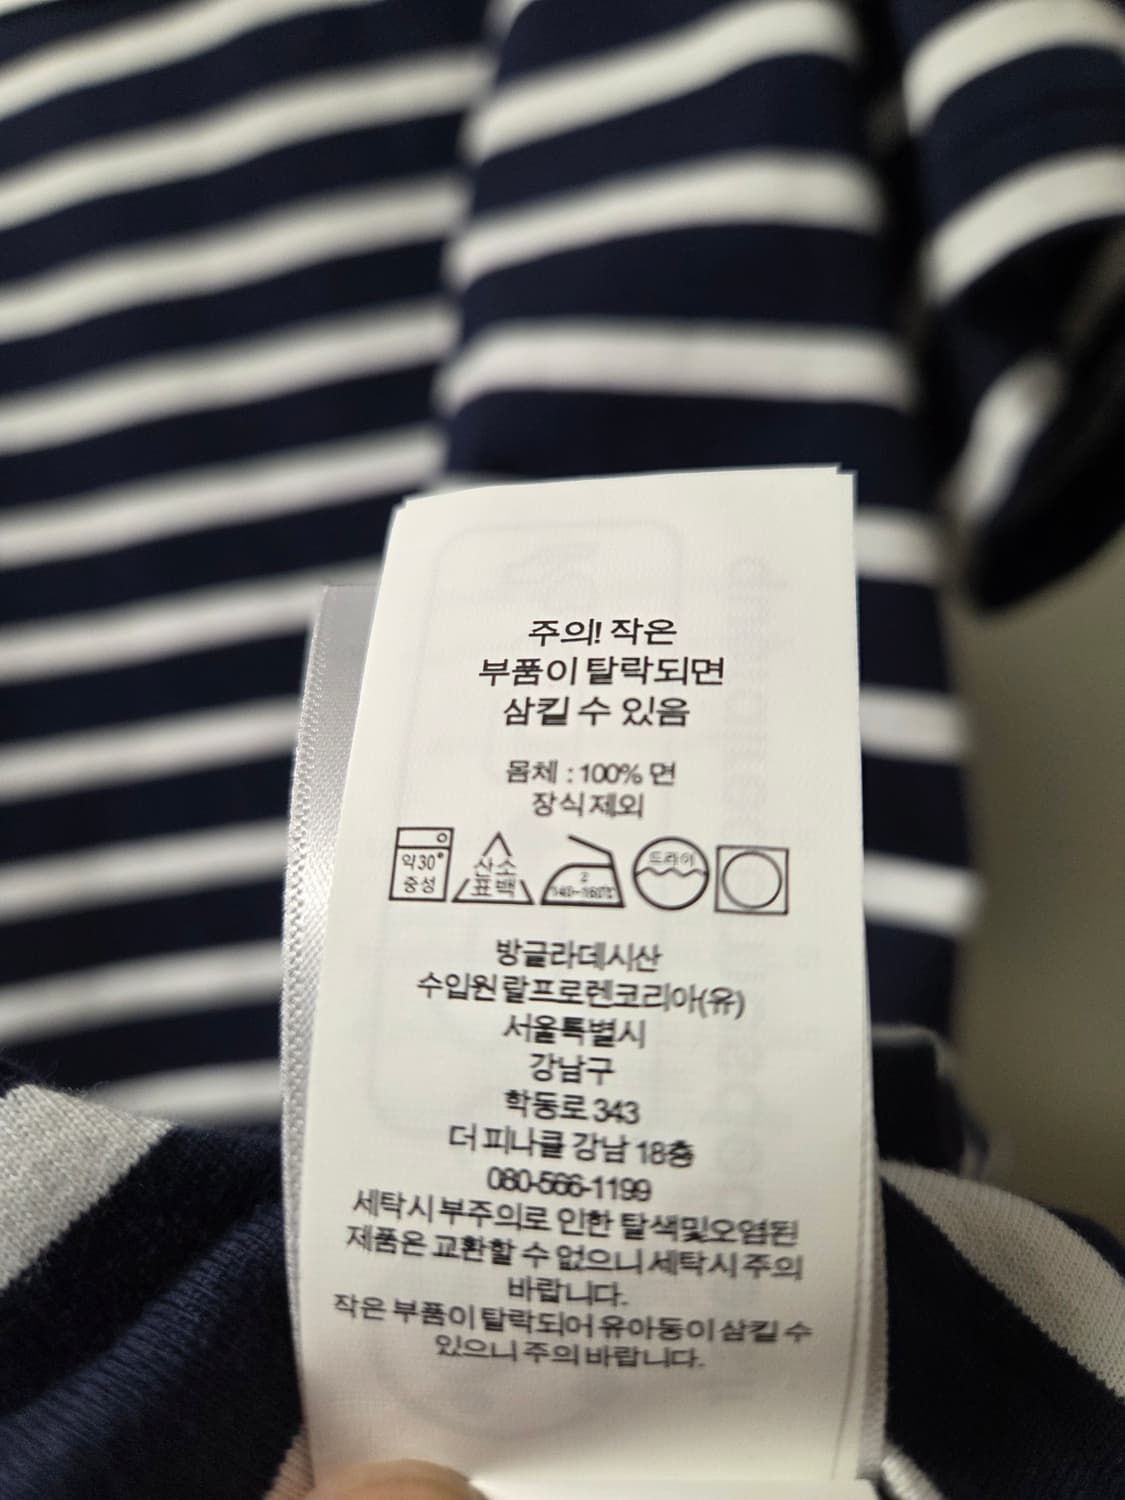 주의! 작은
부품이 탈락되면
삼킬 수 있음
몸체 : 100% 면
장식 제외
약30° 중성
산소 표백
2 140~160℃
드라이
방글라데시산
수입원 랄프로렌코리아(유)
서울특별시
강남구
학동로 343
더 피나클 강남 18층
080-566-1199
세탁시 부주의로 인한 탈색및오염된
제품은 교환할 수 없으니 세탁시 주의
바랍니다.
작은 부품이 탈락되어 유아동이 삼킬 수
있으니 주의 바랍니다.